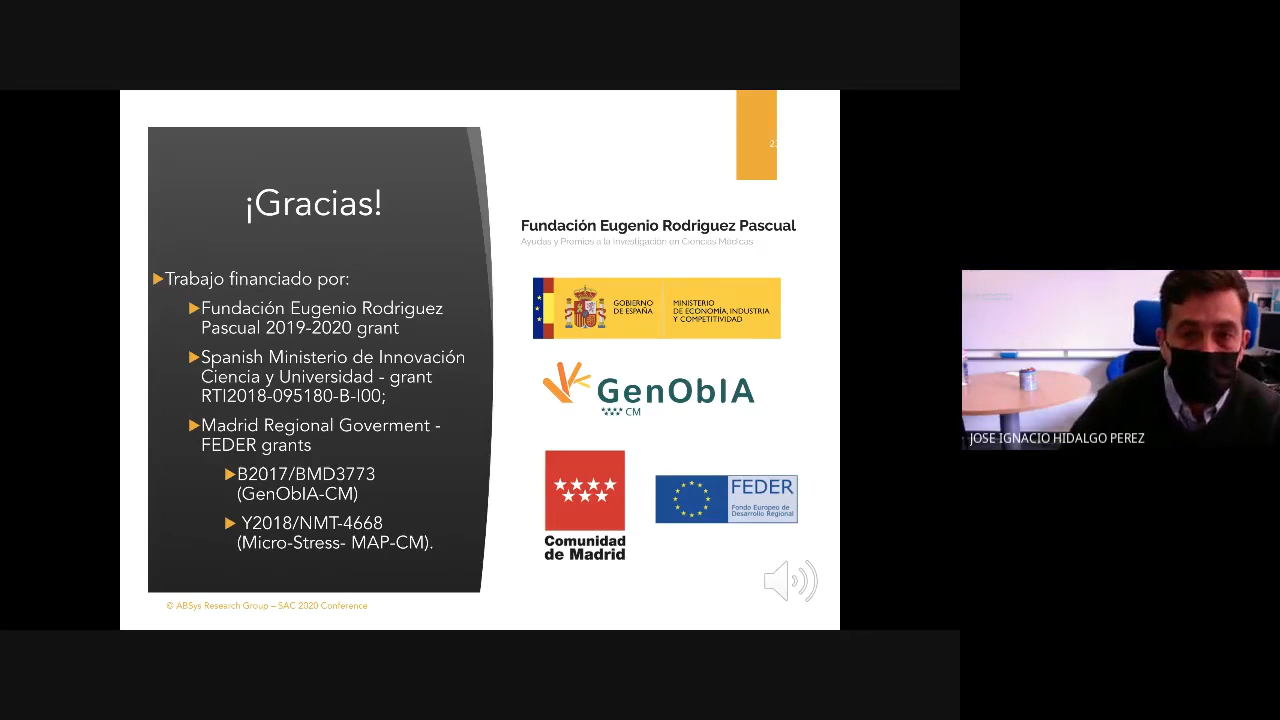 ¡Gracias!
Trabajo financiado por:
Fundación Eugenio Rodriguez
Pascual 2019-2020 grant
Spanish Ministerio de Innovación
Ciencia y Universidad - grant
RTI2018-095180-B-I00;
Madrid Regional Goverment -
FEDER grants
B2017/BMD3773
(GenObIA-CM)
Y2018/NMT-4668
(Micro-Stress- MAP-CM).
© ABSys Research Group – SAC 2020 Conference
Fundación Eugenio Rodriguez Pascual
Ayudas y Premios a la Investigación en Ciencias Médicas
GOBIERNO
DE ESPAÑA
MINISTERIO
DE ECONOMÍA, INDUSTRIA
Y COMPETITIVIDAD
GenObIA
CM
Comunidad
de Madrid
FEDER
Fondo Europeo de
Desarrollo Regional
JOSE IGNACIO HIDALGO PEREZ